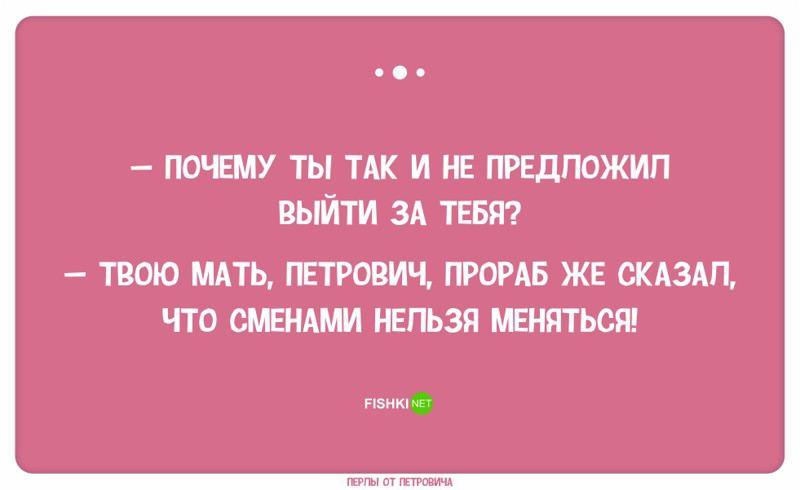 – ПОЧЕМУ ТЫ ТАК И НЕ ПРЕДЛОЖИЛ
ВЫЙТИ ЗА ТЕБЯ?
– ТВОЮ МАТЬ, ПЕТРОВИЧ, ПРОРАБ ЖЕ СКАЗАЛ,
ЧТО СМЕНАМИ НЕЛЬЗЯ МЕНЯТЬСЯ!
FISHKI NET
ПЕРЛЫ ОТ ПЕТРОВИЧА